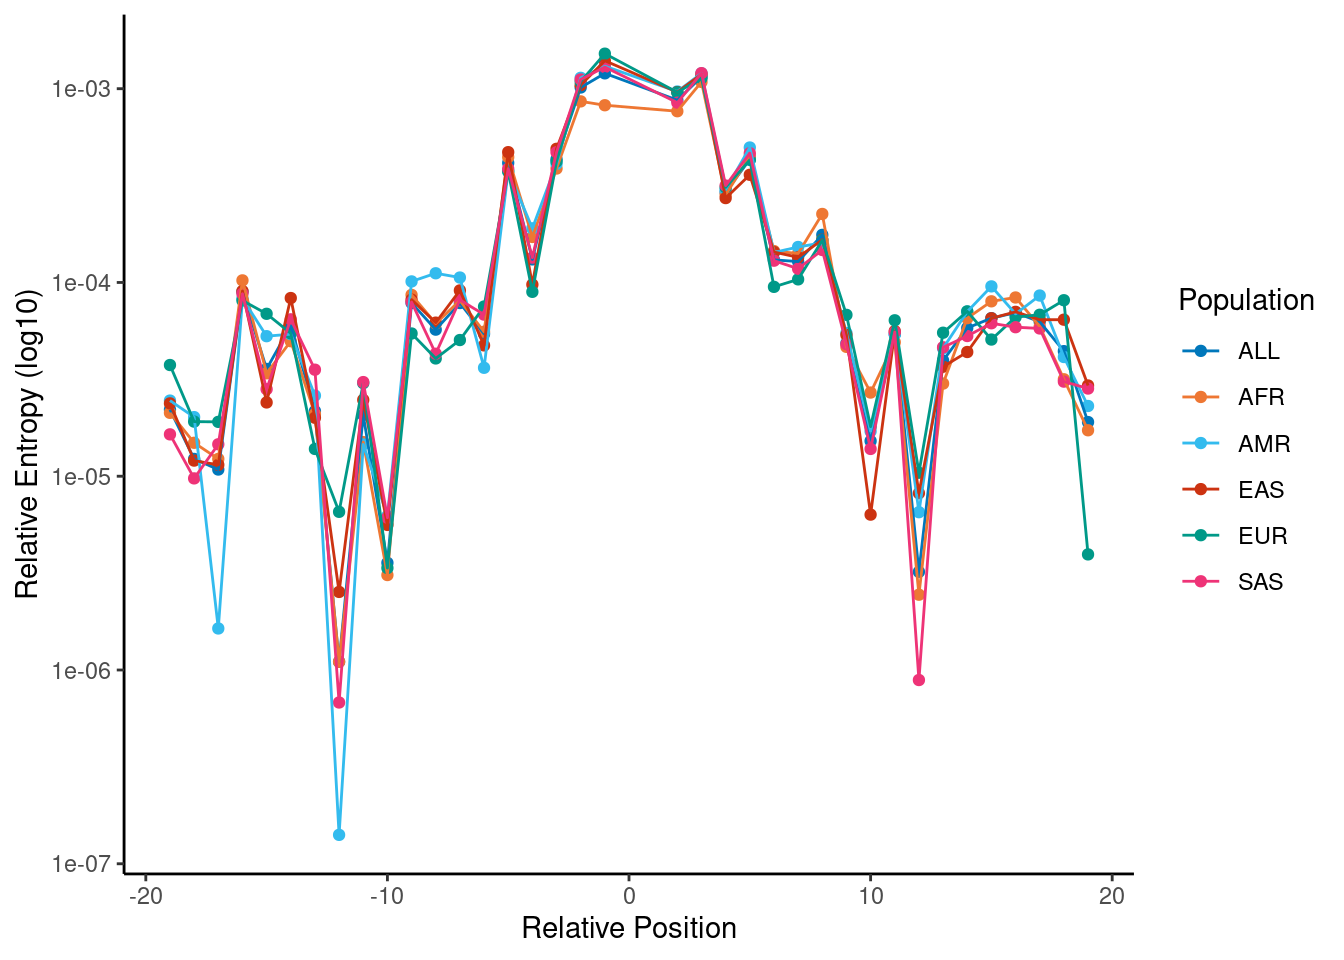 1e-03
1e-04
1e-05
1e-06
1e-07
Relative Entropy (log10)
-20
-10
0
10
20
Relative Position
Population
ALL
AFR
AMR
EAS
EUR
SAS